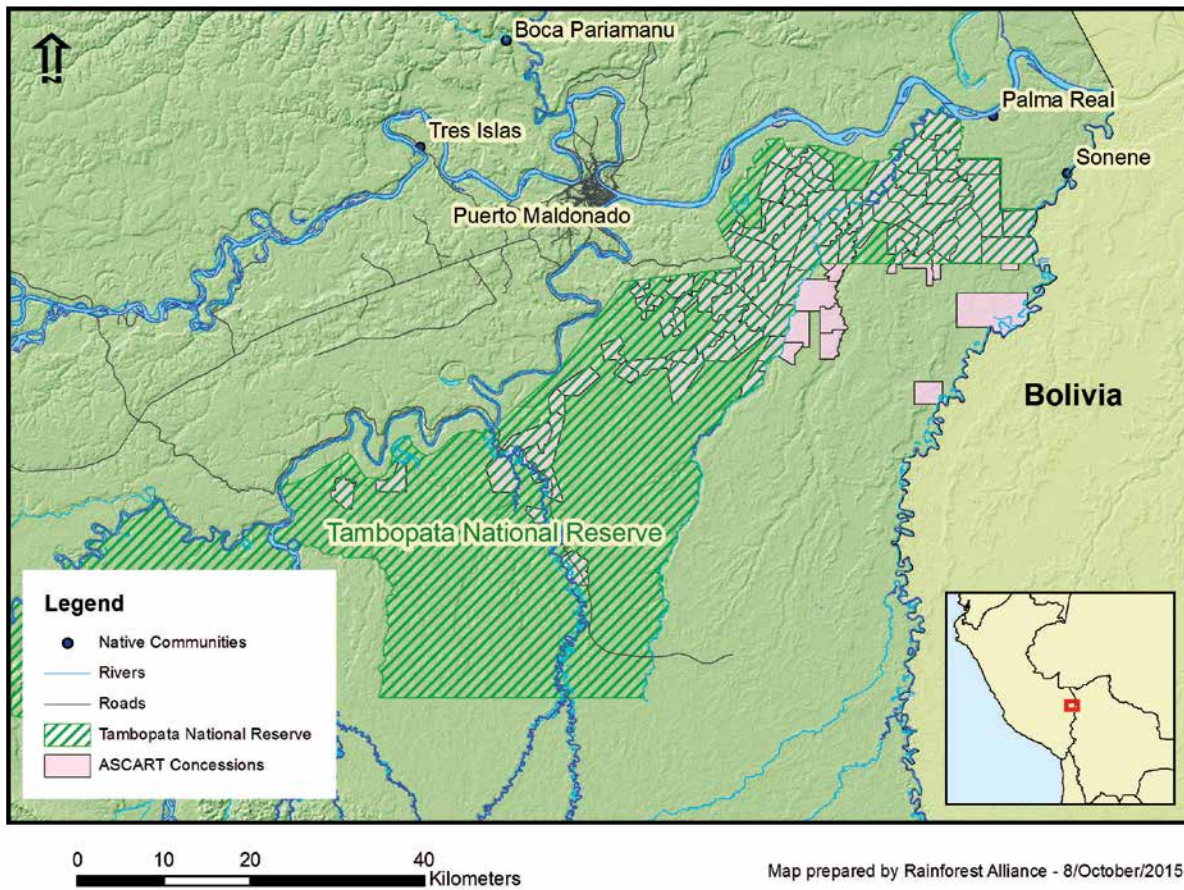 Boca Pariamanu
Palma Real
Tres Islas
Sonene
Puerto Maldonado
Bolivia
Tambopata National Reserve
N
Legend
Native Communities
Rivers
Roads
Tambopata National Reserve
ASCART Concessions
0 10 20 40
Kilometers
Map prepared by Rainforest Alliance - 8/October/2015